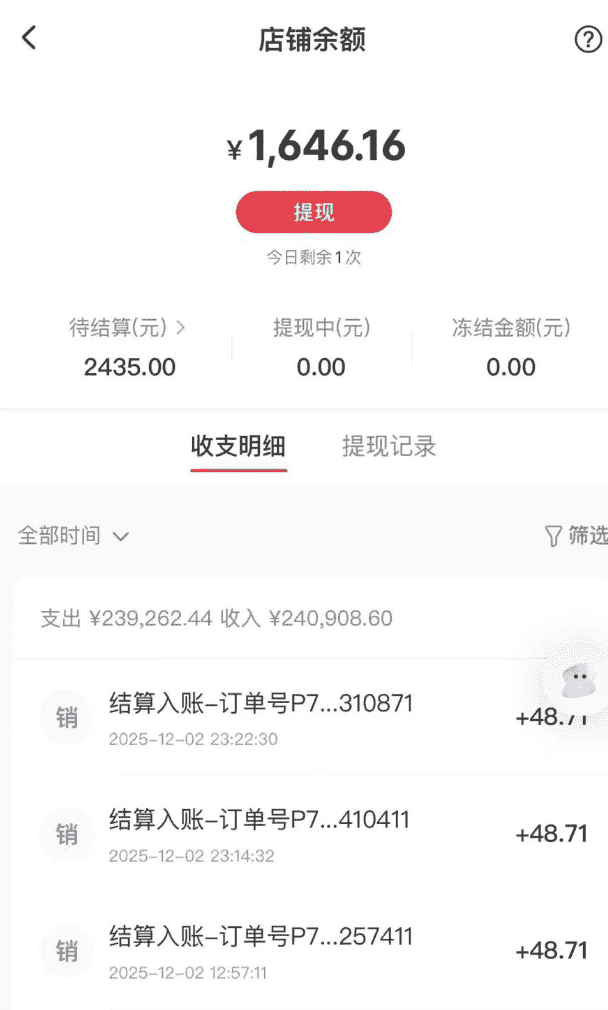 店铺余额
¥1,646.16
提现
今日剩余1次
待结算(元) 提现中(元) 冻结金额(元)
2435.00 0.00 0.00
收支明细 提现记录
全部时间 筛选
支出 ¥239,262.44 收入 ¥240,908.60
销 结算入账-订单号P7...310871
+48.71
2025-12-02 23:22:30
销 结算入账-订单号P7...410411
+48.71
2025-12-02 23:14:32
销 结算入账-订单号P7...257411
+48.71
2025-12-02 12:57:11